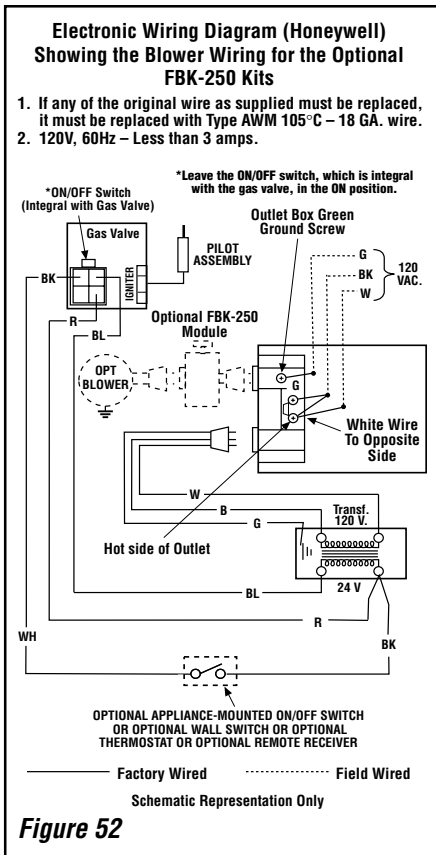 Electronic Wiring Diagram (Honeywell)
Showing the Blower Wiring for the Optional
FBK-250 Kits
1. If any of the original wire as supplied must be replaced,
it must be replaced with Type AWM 105°C – 18 GA. wire.
2. 120V, 60Hz – Less than 3 amps.
*Leave the ON/OFF switch, which is integral
with the gas valve, in the ON position.
*ON/OFF Switch
(Integral with Gas Valve)
Gas Valve
Outlet Box Green
Ground Screw
PILOT
ASSEMBLY
IGNITER
G
BK
W
120
VAC.
BK
R
BL
Optional FBK-250
Module
OPT
BLOWER
G
White Wire
To Opposite
Side
W
B
G
Hot side of Outlet
Transf.
120 V.
24 V
BL
R
WH
BK
OPTIONAL APPLIANCE-MOUNTED ON/OFF SWITCH
OR OPTIONAL WALL SWITCH OR OPTIONAL
THERMOSTAT OR OPTIONAL REMOTE RECEIVER
Factory Wired
Field Wired
Schematic Representation Only
Figure 52